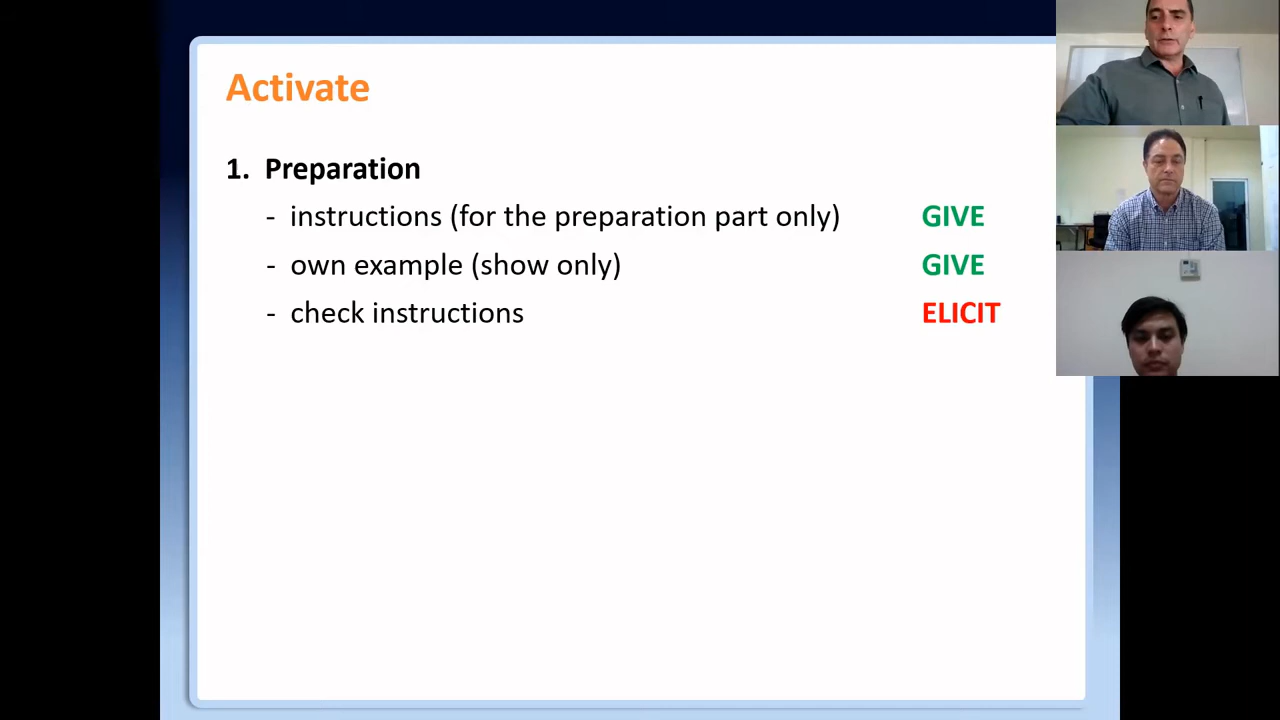 Activate
1. Preparation
- instructions (for the preparation part only) GIVE
- own example (show only) GIVE
- check instructions ELICIT